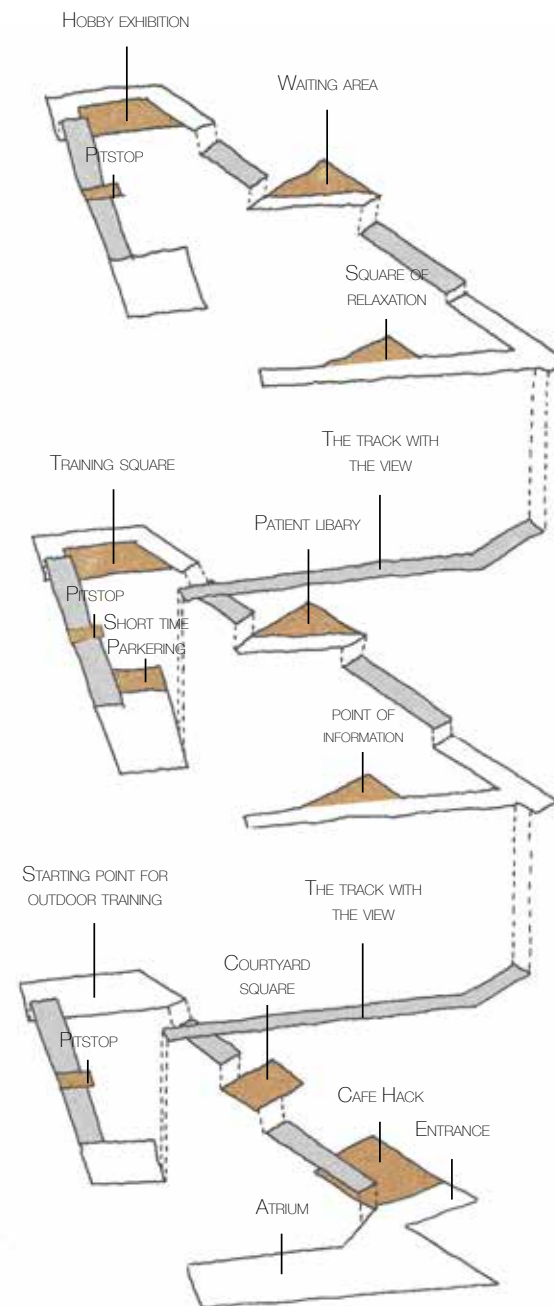 Hobby exhibition
Waiting area
Pitstop
Square of
relaxation
The track with
the view
Training square
Patient libary
Pitstop
Short time
Parkering
point of
information
Starting point for
outdoor training
The track with
the view
Courtyard
square
Pitstop
Cafe Hack
Entrance
Atrium